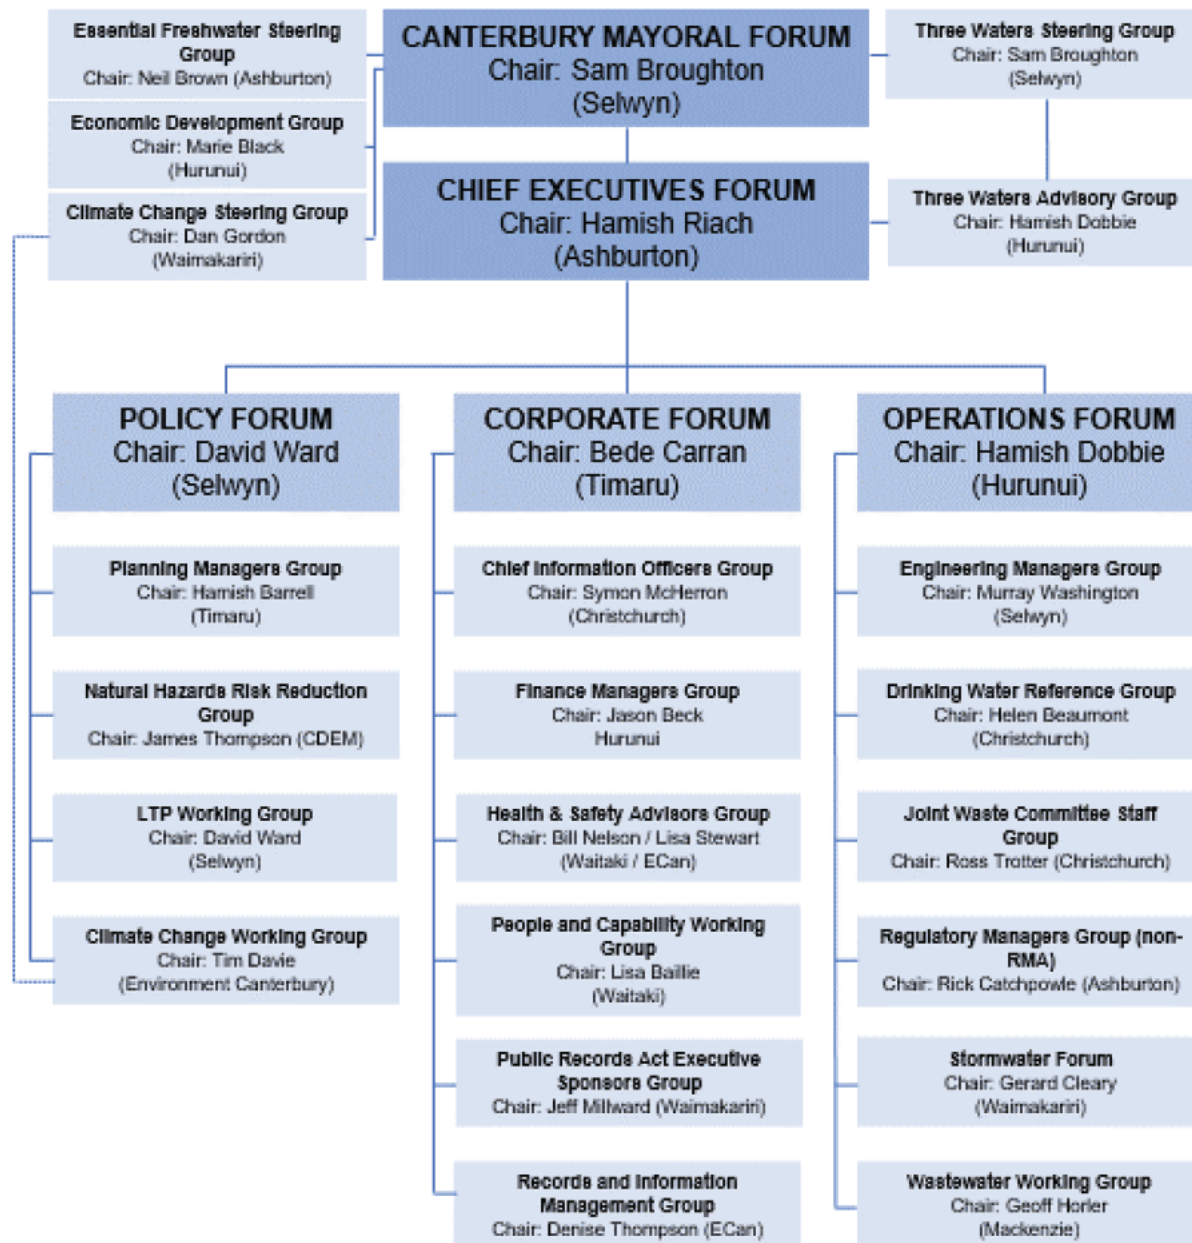 Essential Freshwater Steering
Group
Chair: Neil Brown (Ashburton)
Economic Development Group
Chair: Marie Black
(Hurunui)
Climate Change Steering Group
Chair: Dan Gordon
(Waimakariri)
CANTERBURY MAYORAL FORUM
Chair: Sam Broughton
(Selwyn)
CHIEF EXECUTIVES FORUM
Chair: Hamish Riach
(Ashburton)
Three Waters Steering Group
Chair: Sam Broughton
(Selwyn)
Three Waters Advisory Group
Chair: Hamish Dobbie
(Hurunui)
POLICY FORUM
Chair: David Ward
(Selwyn)
Planning Managers Group
Chair: Hamish Barrell
(Timaru)
Natural Hazards Risk Reduction
Group
Chair: James Thompson (CDEM)
LTP Working Group
Chair: David Ward
(Selwyn)
Climate Change Working Group
Chair: Tim Davie
(Environment Canterbury)
CORPORATE FORUM
Chair: Bede Carran
(Timaru)
Chief Information Officers Group
Chair: Symon McHerron
(Christchurch)
Finance Managers Group
Chair: Jason Beck
Hurunui
Health & Safety Advisors Group
Chair: Bill Nelson / Lisa Stewart
(Waitaki / ECan)
People and Capability Working
Group
Chair: Lisa Baillie
(Waitaki)
Public Records Act Executive
Sponsors Group
Chair: Jeff Millward (Waimakariri)
Records and Information
Management Group
Chair: Denise Thompson (ECan)
OPERATIONS FORUM
Chair: Hamish Dobbie
(Hurunui)
Engineering Managers Group
Chair: Murray Washington
(Selwyn)
Drinking Water Reference Group
Chair: Helen Beaumont
(Christchurch)
Joint Waste Committee Staff
Group
Chair: Ross Trotter (Christchurch)
Regulatory Managers Group (non-
RMA)
Chair: Rick Catchpowle (Ashburton)
Stormwater Forum
Chair: Gerard Cleary
(Waimakariri)
Wastewater Working Group
Chair: Geoff Horler
(Mackenzie)